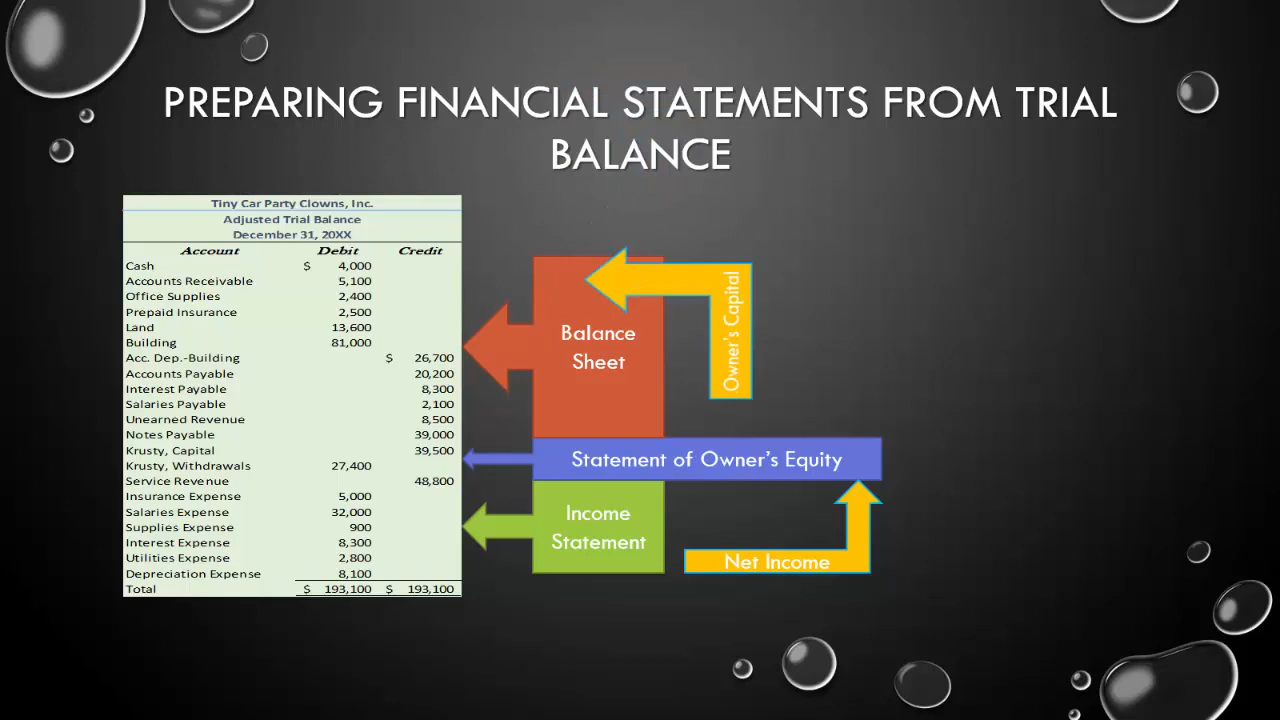 PREPARING FINANCIAL STATEMENTS FROM TRIAL
BALANCE
Tiny Car Party Clowns, Inc.
Adjusted Trial Balance
December 31, 20XX
Account Debit Credit
Cash $ 4,000
Accounts Receivable 5,100
Office Supplies 2,400
Prepaid Insurance 2,500
Land 13,600
Building 81,000
Acc. Dep.-Building $ 26,700
Accounts Payable 20,200
Interest Payable 8,300
Salaries Payable 2,100
Unearned Revenue 8,500
Notes Payable 39,000
Krusty, Capital 39,500
Krusty, Withdrawals 27,400
Service Revenue 48,800
Insurance Expense 5,000
Salaries Expense 32,000
Supplies Expense 900
Interest Expense 8,300
Utilities Expense 2,800
Depreciation Expense 8,100
Total $ 193,100 $ 193,100
Balance
Sheet
Owner's Capital
Statement of Owner's Equity
Income
Statement
Net Income